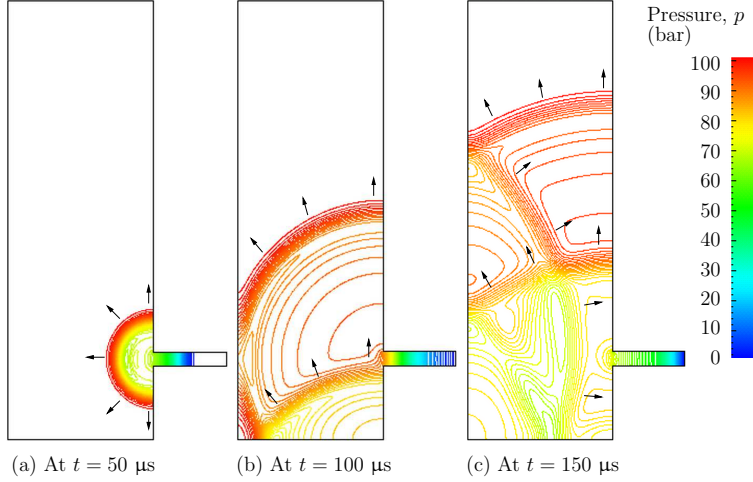 Pressure, p
(bar)
100
90
80
70
60
50
40
30
20
10
0
(a) At t = 50 μs
(b) At t = 100 μs
(c) At t = 150 μs